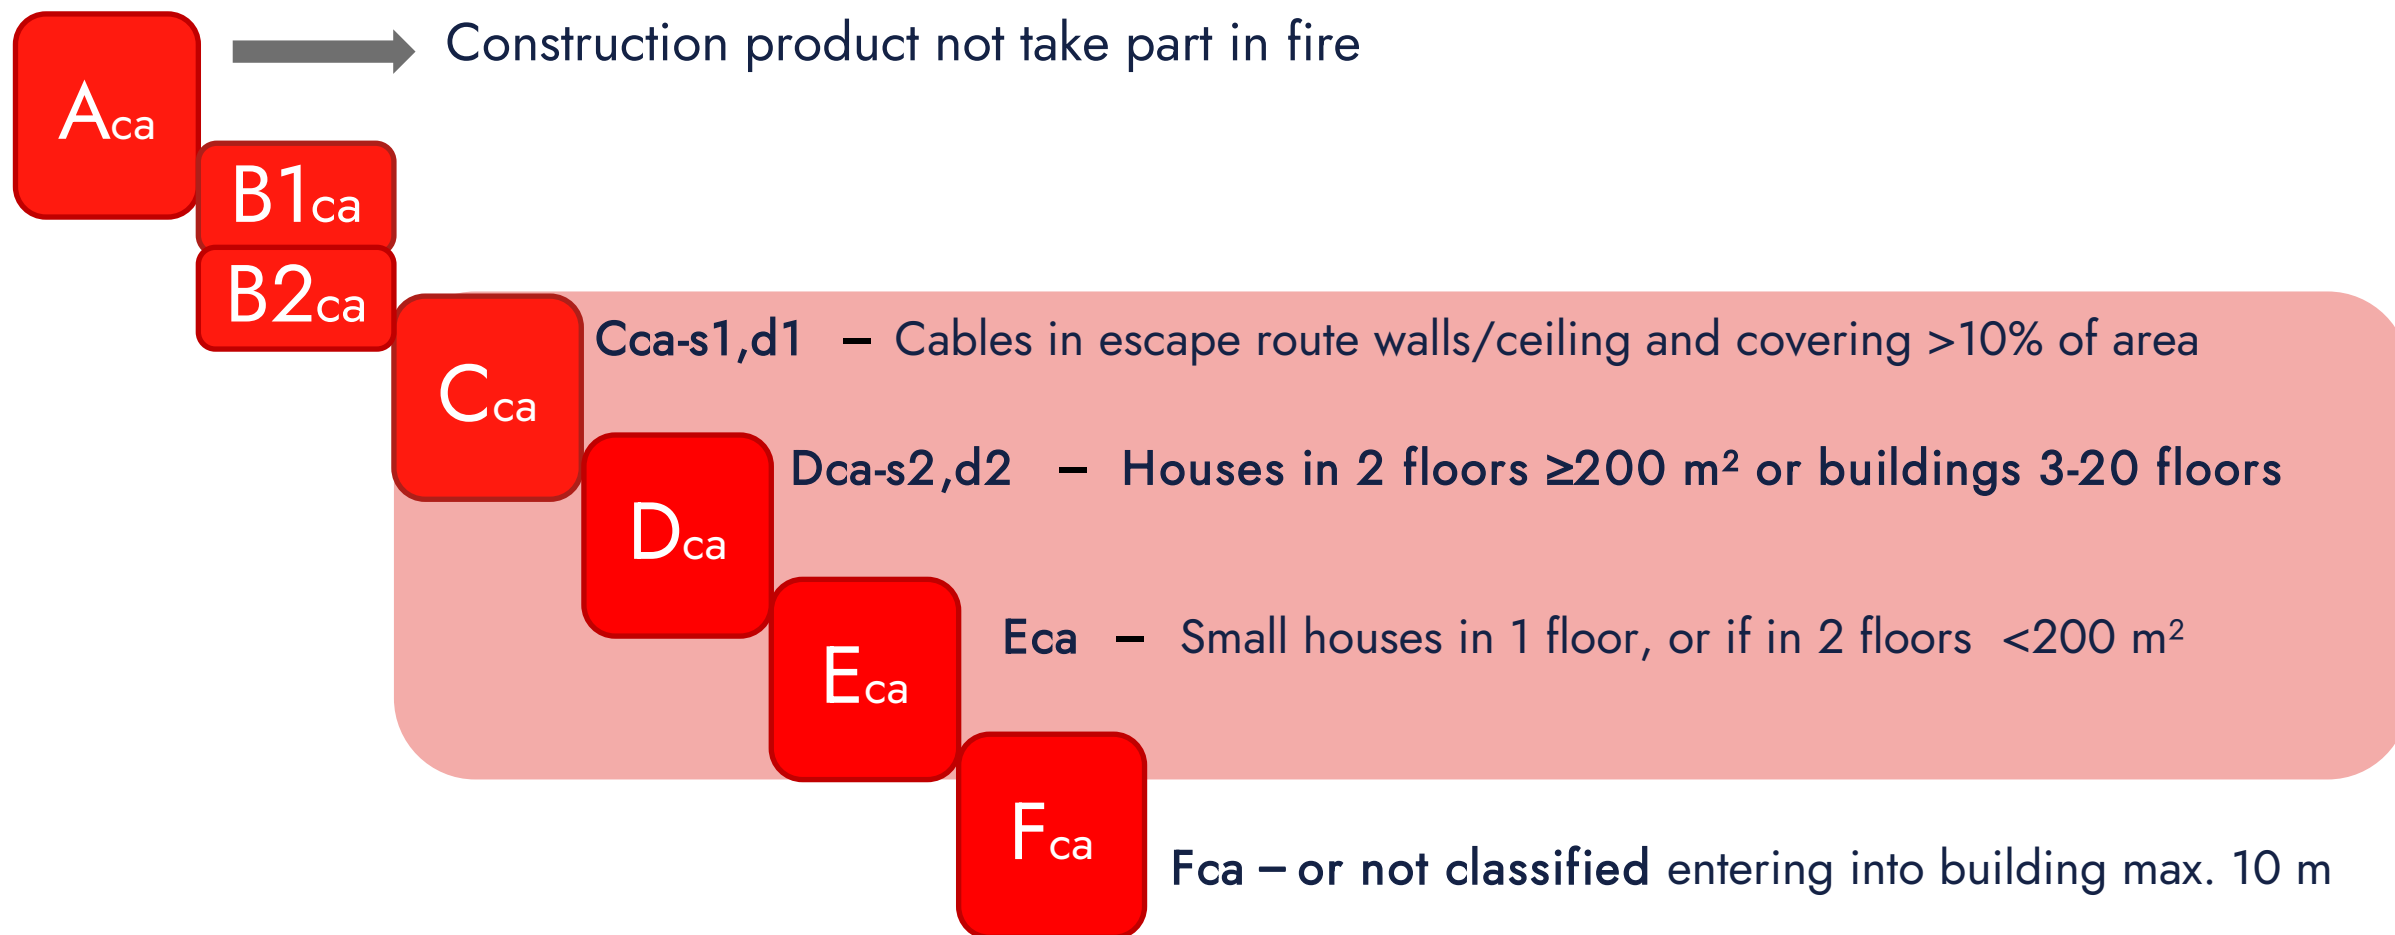 Aca
Construction product not take part in fire
B1ca
B2ca
Cca
Cca-s1,d1 – Cables in escape route walls/ceiling and covering >10% of area
Dca
Dca-s2,d2 – Houses in 2 floors ≥200 m² or buildings 3-20 floors
Eca
Eca – Small houses in 1 floor, or if in 2 floors <200 m²
Fca
Fca – or not classified entering into building max. 10 m